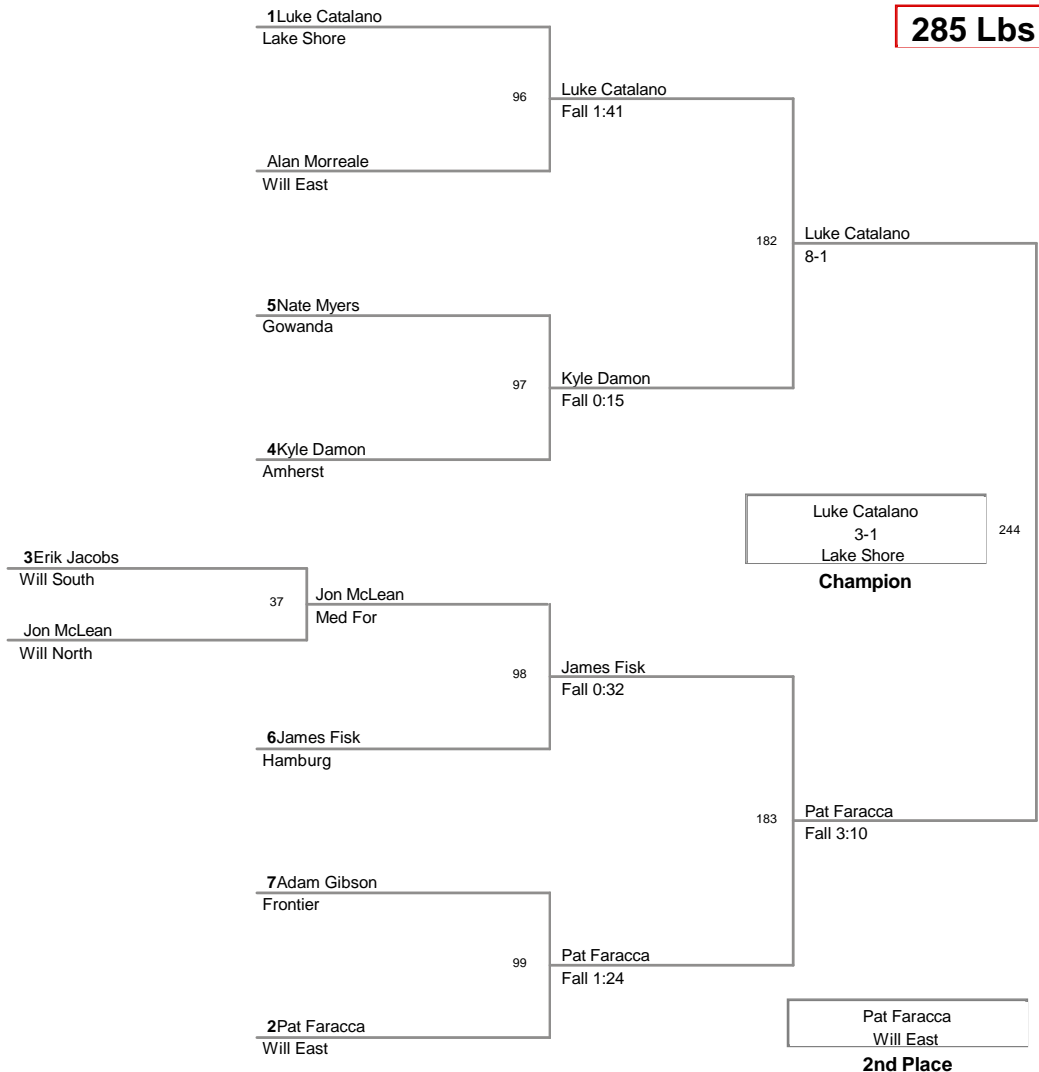 285 Lbs
1Luke Catalano
Lake Shore
96
Luke Catalano
Fall 1:41
Alan Morreale
Will East
182
Luke Catalano
8-1
5Nate Myers
Gowanda
97
Kyle Damon
Fall 0:15
4Kyle Damon
Amherst
Luke Catalano
3-1
Lake Shore
244
Champion
3Erik Jacobs
Will South
37
Jon McLean
Med For
Jon McLean
Will North
98
James Fisk
Fall 0:32
6James Fisk
Hamburg
183
Pat Faracca
Fall 3:10
7Adam Gibson
Frontier
99
Pat Faracca
Fall 1:24
2Pat Faracca
Will East
Pat Faracca
Will East
2nd Place